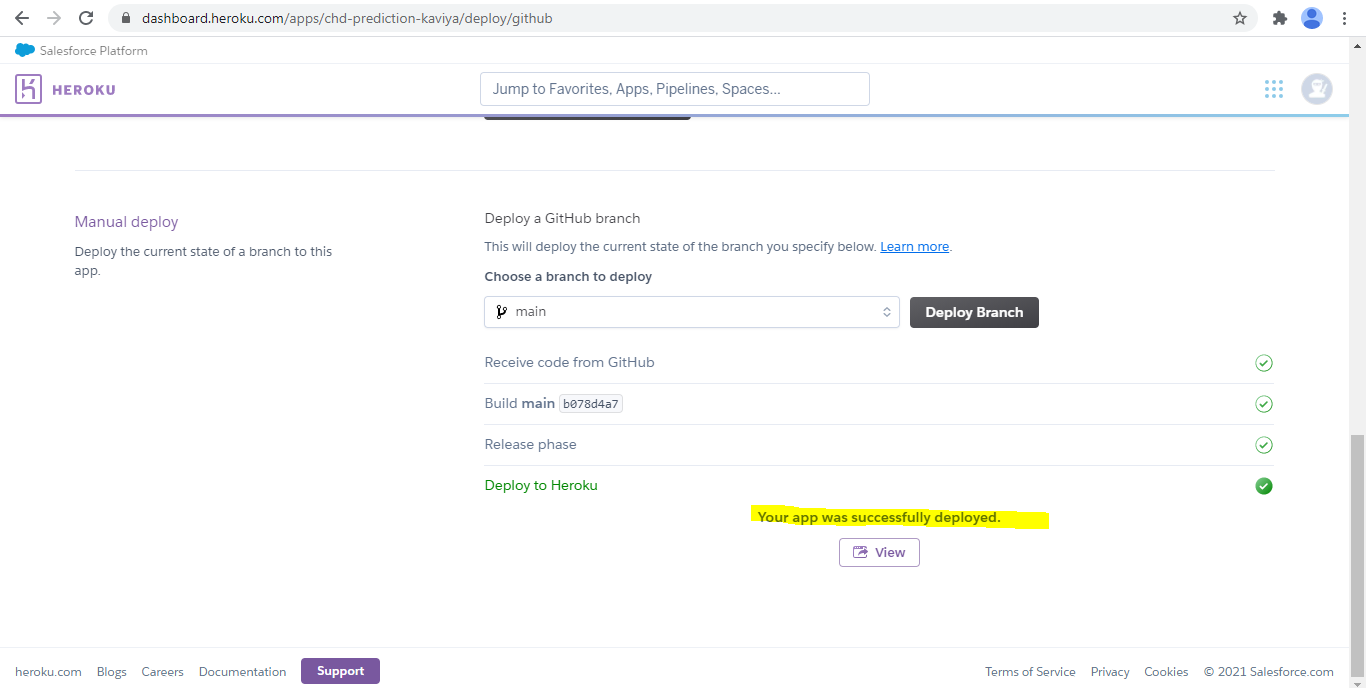 dashboard.heroku.com/apps/chd-prediction-kaviya/deploy/github
Salesforce Platform
HEROKU
Jump to Favorites, Apps, Pipelines, Spaces...
Manual deploy
Deploy the current state of a branch to this
app.
Deploy a GitHub branch
This will deploy the current state of the branch you specify below. Learn more.
Choose a branch to deploy
main
Deploy Branch
Receive code from GitHub
Build main b078d4a7
Release phase
Deploy to Heroku
Your app was successfully deployed.
View
heroku.com Blogs Careers Documentation Support Terms of Service Privacy Cookies © 2021 Salesforce.com